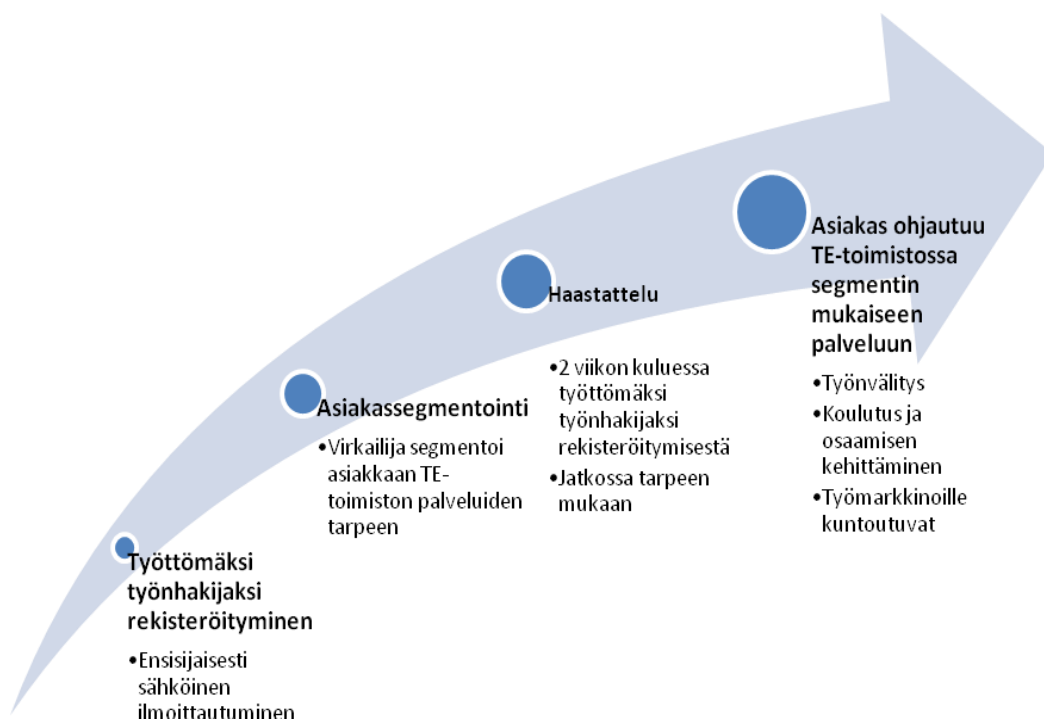 Työttömäksi
työnhakijaksi
rekisteröityminen
•Ensisijaisesti
sähköinen
ilmoittautuminen
Asiakassegmentointi
•Virkailija segmentoi
asiakkaan TE-
toimiston palveluiden
tarpeen
Haastattelu
•2 viikon kuluessa
työttömäksi
työnhakijaksi
rekisteröitymisestä
•Jatkossa tarpeen
mukaan
Asiakas ohjautuu
TE-toimistossa
segmentin
mukaiseen
palveluun
•Työnvälitys
•Koulutus ja
osaamisen
kehittäminen
•Työmarkkinoille
kuntoutuvat